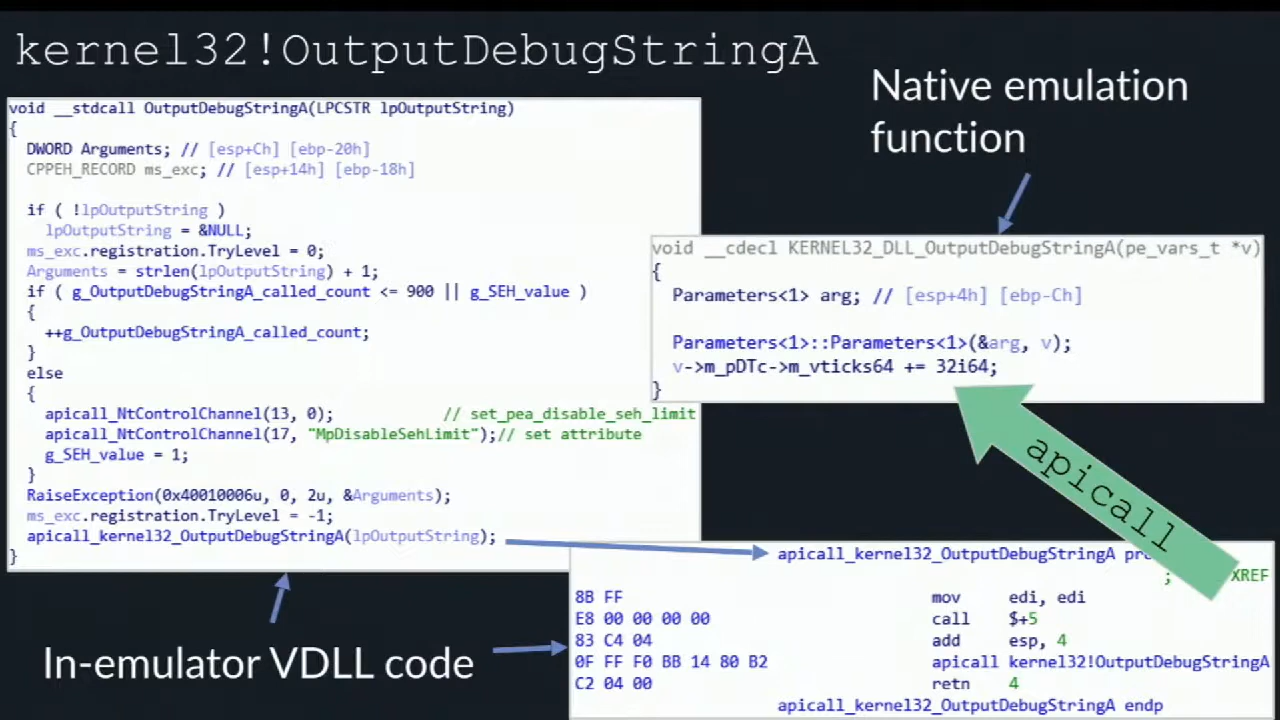 kernel32!OutputDebugStringA
void __stdcall OutputDebugStringA(LPCSTR lpOutputString)
{
DWORD Arguments; // [esp+Ch] [ebp-20h]
CPPEH_RECORD ms_exc; // [esp+14h] [ebp-18h]
if ( !lpOutputString )
lpOutputString = &NULL;
ms_exc.registration.TryLevel = 0;
Arguments = strlen(lpOutputString) + 1;
if ( g_OutputDebugStringA_called_count <= 900 || g_SEH_value )
{
++g_OutputDebugStringA_called_count;
}
else
{
apicall_NtControlChannel(13, 0); // set_pea_disable_seh_limit
apicall_NtControlChannel(17, "MpDisableSehLimit");// set attribute
g_SEH_value = 1;
}
RaiseException(0x40010006u, 0, 2u, &Arguments);
ms_exc.registration.TryLevel = -1;
apicall_kernel32_OutputDebugStringA(lpOutputString);
}
Native emulation
function
void __cdecl KERNEL32_DLL_OutputDebugStringA(pe_vars_t *v)
{
Parameters<1> arg; // [esp+4h] [ebp-Ch]
Parameters<1>::Parameters<1>(&arg, v);
v->m_pDTc->m_vticks64 += 32i64;
}
apicall
In-emulator VDLL code
apicall_kernel32_OutputDebugStringA
; XREF
8B FF mov edi, edi
E8 00 00 00 00 call $+5
83 C4 04 add esp, 4
0F FF F0 BB 14 80 B2 apicall kernel32!OutputDebugStringA
C2 04 00 retn 4
apicall_kernel32_OutputDebugStringA endp